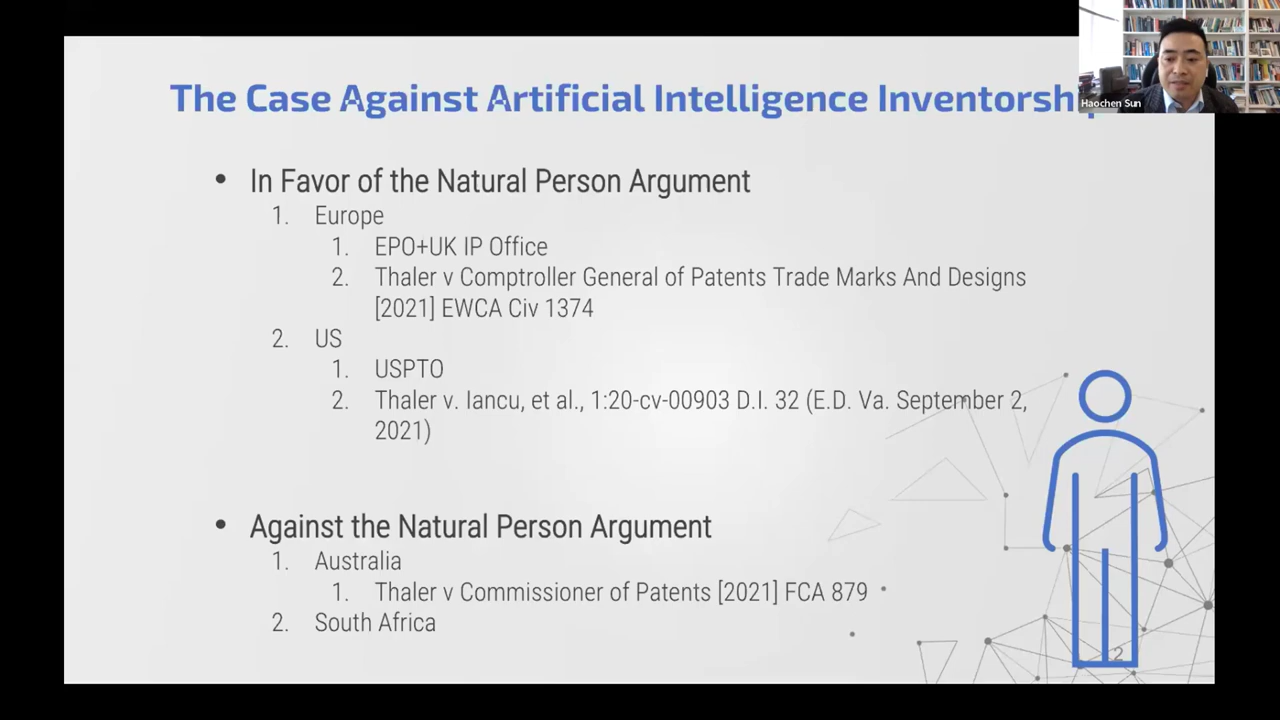 The Case Against Artificial Intelligence Inventorsh
Haochen Sun
• In Favor of the Natural Person Argument
1. Europe
1. EPO+UK IP Office
2. Thaler v Comptroller General of Patents Trade Marks And Designs
[2021] EWCA Civ 1374
2. US
1. USPTO
2. Thaler v. Iancu, et al., 1:20-cv-00903 D.I. 32 (E.D. Va. September 2,
2021)
• Against the Natural Person Argument
1. Australia
1. Thaler v Commissioner of Patents [2021] FCA 879
2. South Africa
2